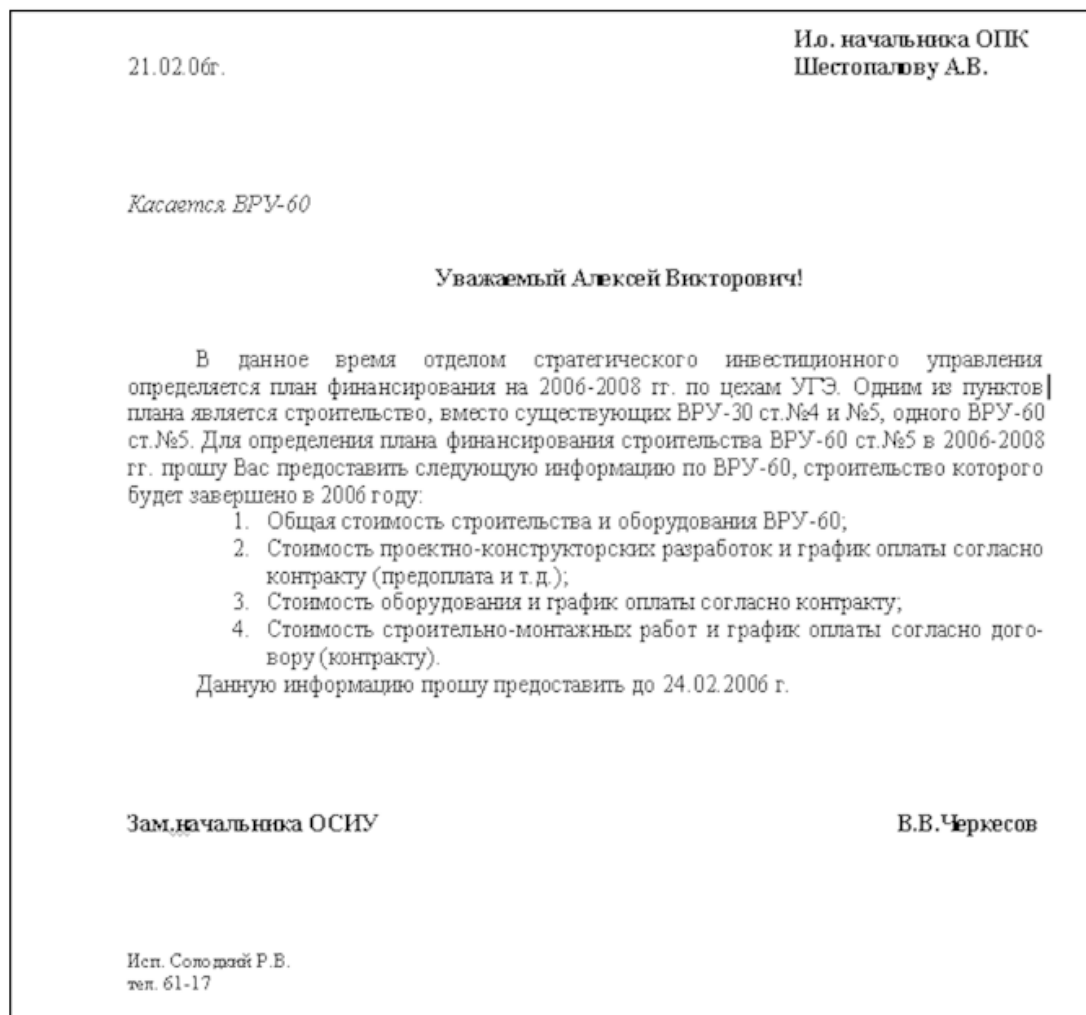 И.о. начальника ОПК
21.02.06г.
Шестопалову А.В.
Касается ВРУ-60
Уважаемый Алексей Викторович!
В данное время отделом стратегического инвестиционного управления
определяется план финансирования на 2006-2008 гг. по цехам УГЭ. Одним из пунктов
плана является строительство, вместо существующих ВРУ-30 ст.№4 и №5, одного ВРУ-60
ст.№5. Для определения плана финансирования строительства ВРУ-60 ст.№5 в 2006-2008
гг. прошу Вас предоставить следующую информацию по ВРУ-60, строительство которого
будет завершено в 2006 году:
1. Общая стоимость строительства и оборудования ВРУ-60;
2. Стоимость проектно-конструкторских разработок и график оплаты согласно
контракту (предоплата и т.д.);
3. Стоимость оборудования и график оплаты согласно контракту;
4. Стоимость строительно-монтажных работ и график оплаты согласно дого-
вору (контракту).
Данную информацию прошу предоставить до 24.02.2006 г.
Зам.начальника ОСИУ В.В.Черкесов
Исп. Солодкий Р.В.
тел. 61-17